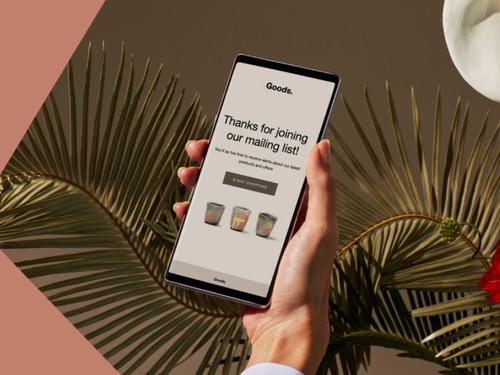 Goods.
Thanks for joining
our mailing list!
You'll be the first to receive alerts about our latest
products and offers
START SHOPPING
Goods.